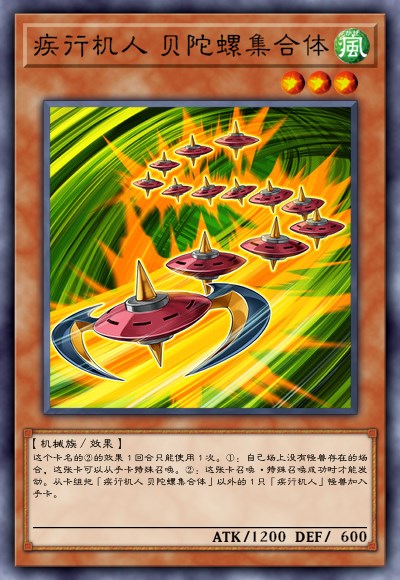 疾行机人 贝陀螺集合体
風
【机械族／效果】
这个卡名的②的效果1回合只能使用1次。①：自己场上没有怪兽存在的场
合，这张卡可以从手卡特殊召唤。②：这张卡召唤·特殊召唤成功时才能发
动。从卡组把「疾行机人 贝陀螺集合体」以外的1只「疾行机人」怪兽加入
手卡。
ATK/1200 DEF/ 600